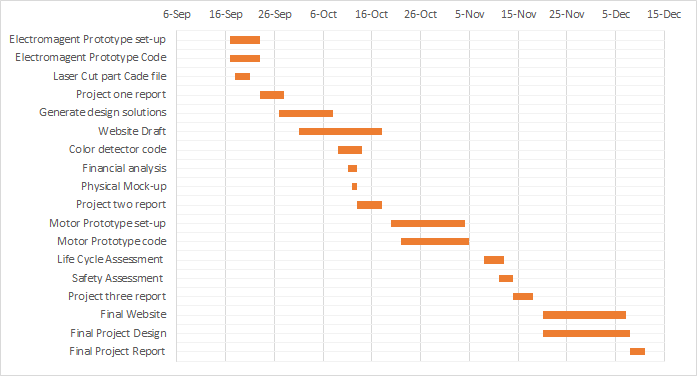 6-Sep 16-Sep 26-Sep 6-Oct 16-Oct 26-Oct 5-Nov 15-Nov 25-Nov 5-Dec 15-Dec
Electromagent Prototype set-up
Electromagent Prototype Code
Laser Cut part Cade file
Project one report
Generate design solutions
Website Draft
Color detector code
Financial analysis
Physical Mock-up
Project two report
Motor Prototype set-up
Motor Prototype code
Life Cycle Assessment
Safety Assessment
Project three report
Final Website
Final Project Design
Final Project Report